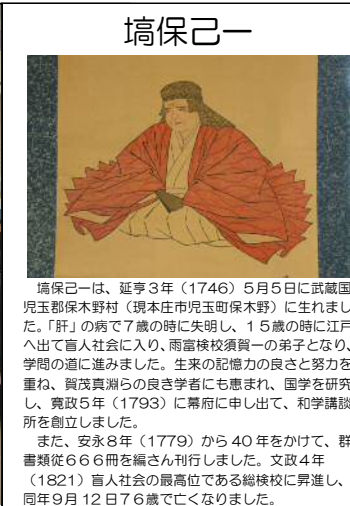 塙保己一
塙保己一は、延享３年（1746）５月５日に武蔵国
児玉郡保木野村（現本庄市児玉町保木野）に生れまし
た。「肝」の病で７歳の時に失明し、１５歳の時に江戸
へ出て盲人社会に入り、雨富検校須賀一の弟子となり、
学問の道に進みました。生来の記憶力の良さと努力を
重ね、賀茂真淵らの良き学者にも恵まれ、国学を研究
し、寛政５年（1793）に幕府に申し出て、和学講談
所を創立しました。
また、安永８年（1779）から 40 年をかけて、群
書類従６６６冊を編さん刊行しました。文政４年
（1821）盲人社会の最高位である総検校に昇進し、
同年９月 12 日７６歳で亡くなりました。